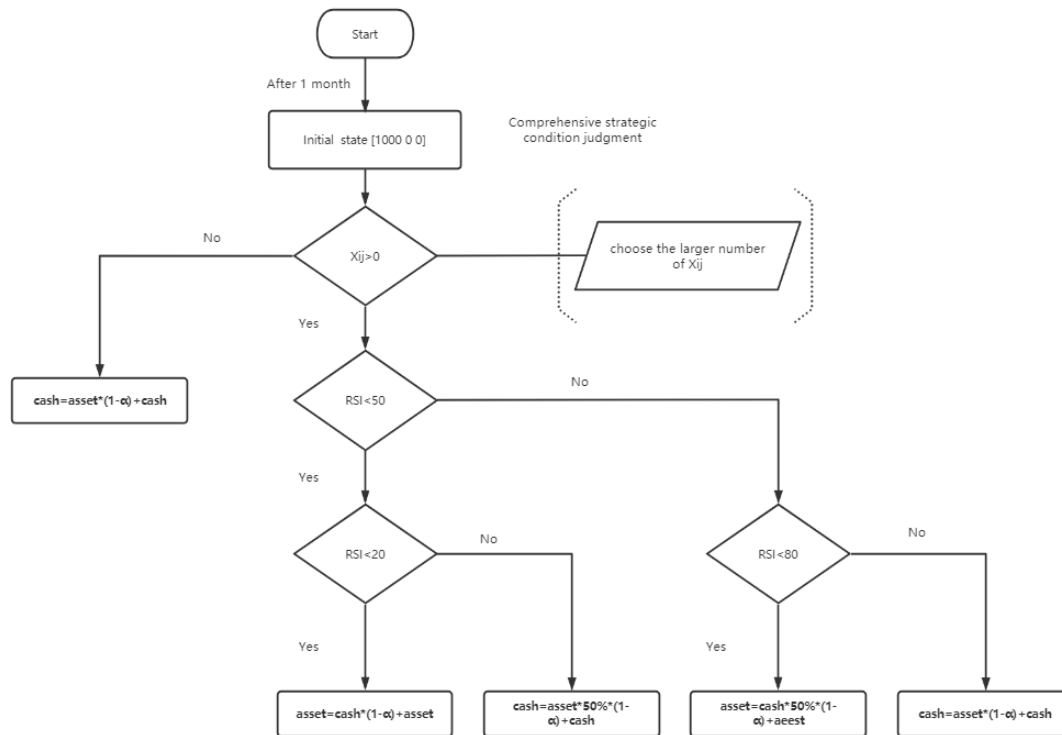 Start
After 1 month
Initial state [1000 0 0]
Comprehensive strategic
condition judgment
No
Xij>0
choose the larger number
of Xij
Yes
cash=asset*(1-α)+cash
RSI<50
No
Yes
RSI<20
No
RSI<80
No
Yes
Yes
asset=cash*(1-α)+asset
cash=asset*50%*(1-
α)+cash
asset=cash*50%*(1-
α)+aeest
cash=asset*(1-α)+cash